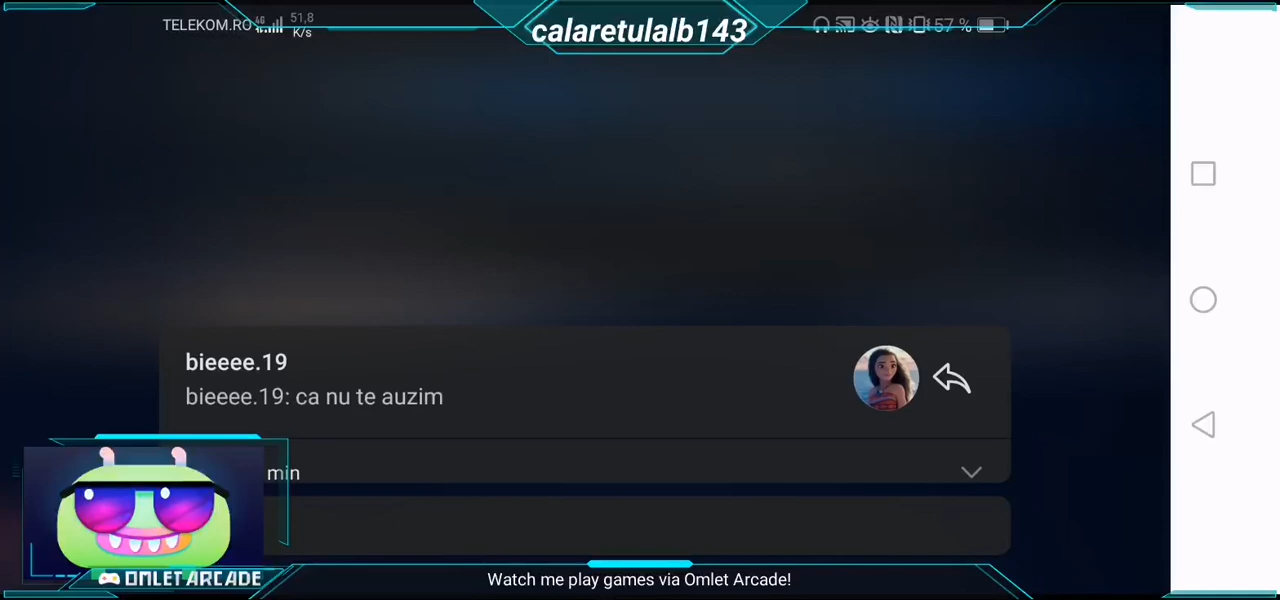 TELEKOM.RO 4G 51,8
K/s
calaretulalb143
57 %
bieeee.19
bieeee.19: ca nu te auzim
min
OMLET ARCADE
Watch me play games via Omlet Arcade!